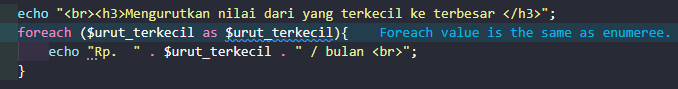 echo "<br><h3>Mengurutkan nilai dari yang terkecil ke terbesar </h3>";
foreach ($urut_terkecil as $urut_terkecil){ Foreach value is the same as enumeree.
echo "Rp. " . $urut_terkecil . " / bulan <br>";
}